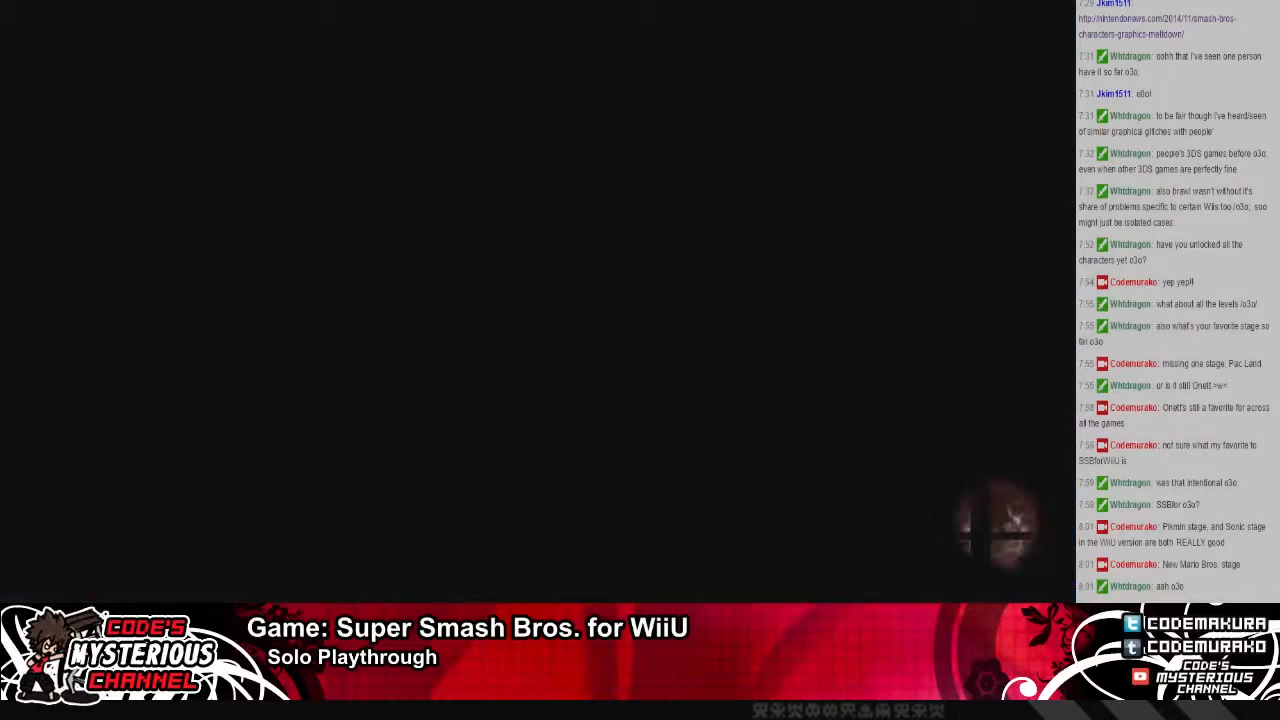 7:29 Jkim1511:
http://nintendonews.com/2014/11/smash-bros-
characters-graphics-meltdown/
7:31 Whtdragon: oohh that I've seen one person
have it so far o3o;
7:31 Jkim1511: o0o!
7:31 Whtdragon: to be fair though I've heard/seen
of similar graphical glitches with people'
7:32 Whtdragon: people's 3DS games before o3o;
even when other 3DS games are perfectly fine
7:32 Whtdragon: also brawl wasn't without it's
share of problems specific to certain Wiis too /o3o; soo
might just be isolated cases
7:52 Whtdragon: have you unlocked all the
characters yet o3o?
7:54 Codemurako: yep yep!!
7:55 Whtdragon: what about all the levels /o3o/
7:55 Whtdragon: also what's your favorite stage so
far o3o
7:55 Codemurako: missing one stage, Pac Land
7:55 Whtdragon: or is it still Onett >w<
7:58 Codemurako: Onett's still a favorite for across
all the games
7:59 Codemurako: not sure what my favorite to
SSBforWiiU is
7:59 Whtdragon: was that intentional o3o;
7:59 Whtdragon: SSBfor o3o?
8:01 Codemurako: Pikmin stage, and Sonic stage
in the WiiU version are both REALLY good
8:01 Codemurako: New Mario Bros. stage
8:01 Whtdragon: aah o3o
CODE'S
MYSTERIOUS
CHANNEL
Game: Super Smash Bros. for WiiU
Solo Playthrough
CODEMAKURA
CODEMURAKO
CODE'S
MYSTERIOUS
CHANNEL